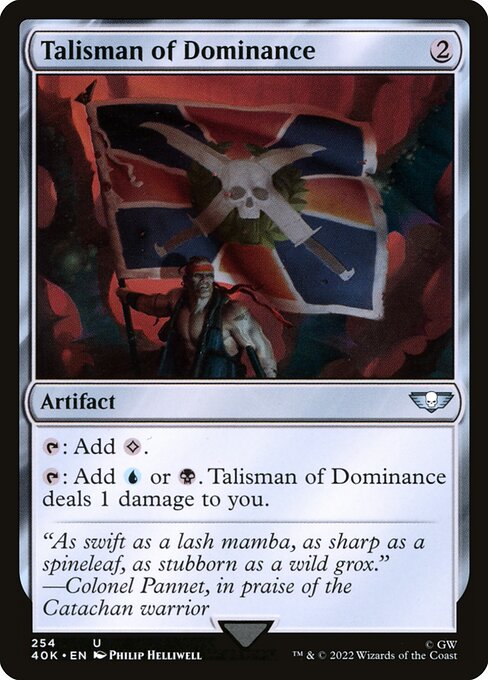 Talisman of Dominance 2
Artifact
: Add .
: Add or . Talisman of Dominance
deals 1 damage to you.
“As swift as a lash mamba, as sharp as a
spineleaf, as stubborn as a wild grox.”
—Colonel Pannet, in praise of the
Catachan warrior
254 U
40K • EN Philip Helliwell
© GW
™ & © 2022 Wizards of the Coast